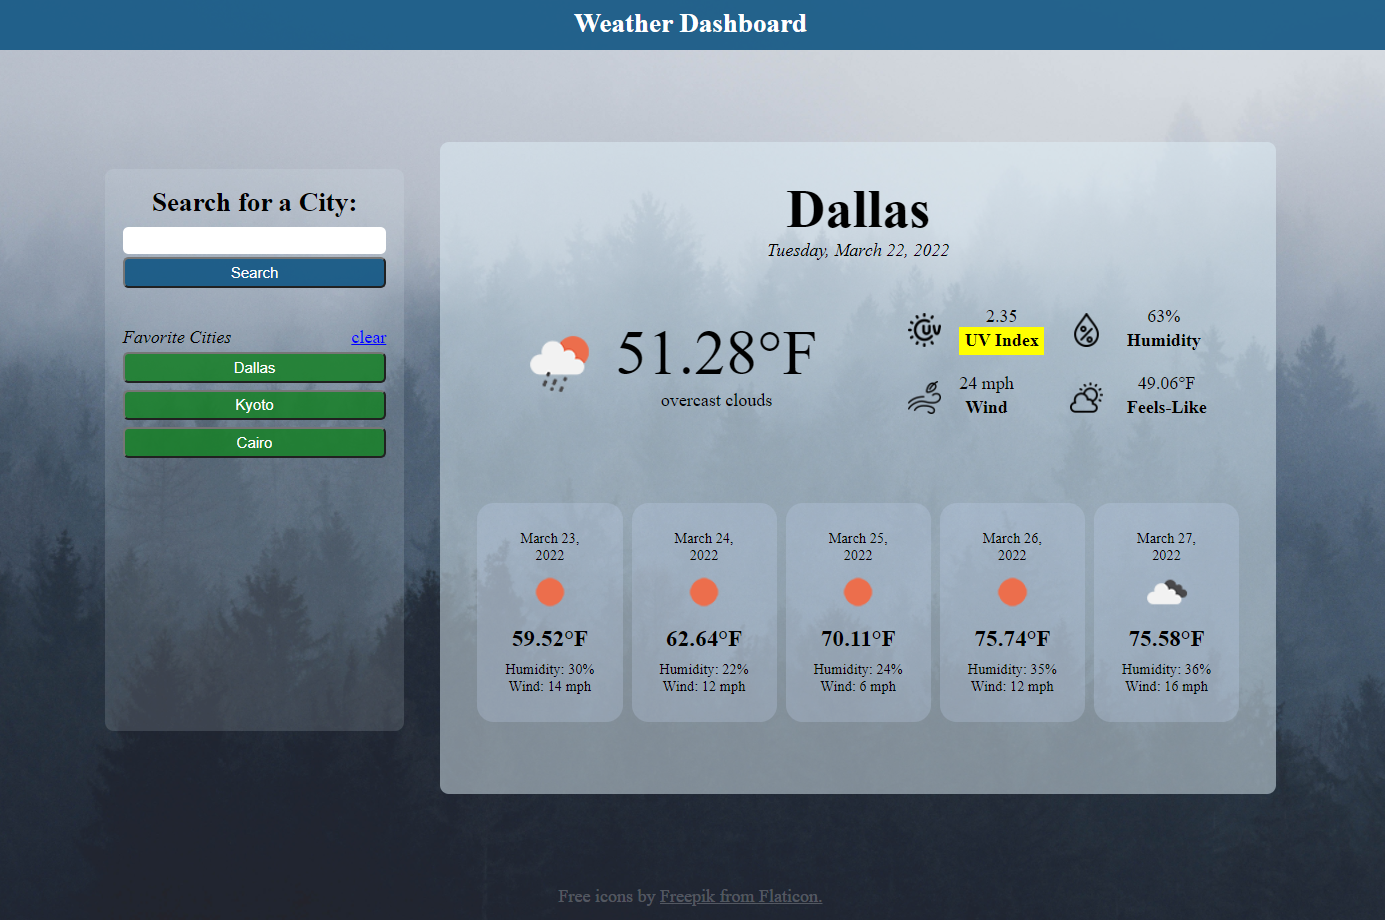 Weather Dashboard
Search for a City:
Search
Favorite Cities clear
Dallas
Kyoto
Cairo
Dallas
Tuesday, March 22, 2022
51.28°F
overcast clouds
UV
2.35
UV Index
%
63%
Humidity
24 mph
Wind
49.06°F
Feels-Like
March 23,
2022
59.52°F
Humidity: 30%
Wind: 14 mph
March 24,
2022
62.64°F
Humidity: 22%
Wind: 12 mph
March 25,
2022
70.11°F
Humidity: 24%
Wind: 6 mph
March 26,
2022
75.74°F
Humidity: 35%
Wind: 12 mph
March 27,
2022
75.58°F
Humidity: 36%
Wind: 16 mph
Free icons by Freepik from Flaticon.